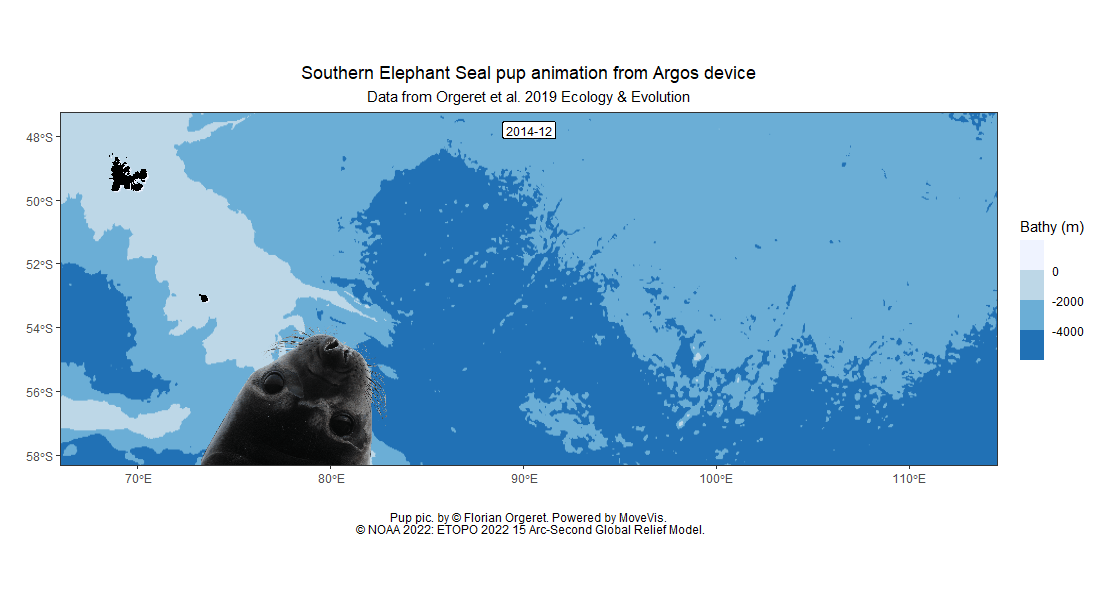 Southern Elephant Seal pup animation from Argos device
Data from Orgeret et al. 2019 Ecology & Evolution
2014-12
48°S
50°S
52°S
54°S
56°S
58°S
70°E
80°E
90°E
100°E
110°E
Bathy (m)
0
-2000
-4000
Pup pic. by © Florian Orgeret. Powered by MoveVis.
© NOAA 2022: ETOPO 2022 15 Arc-Second Global Relief Model.